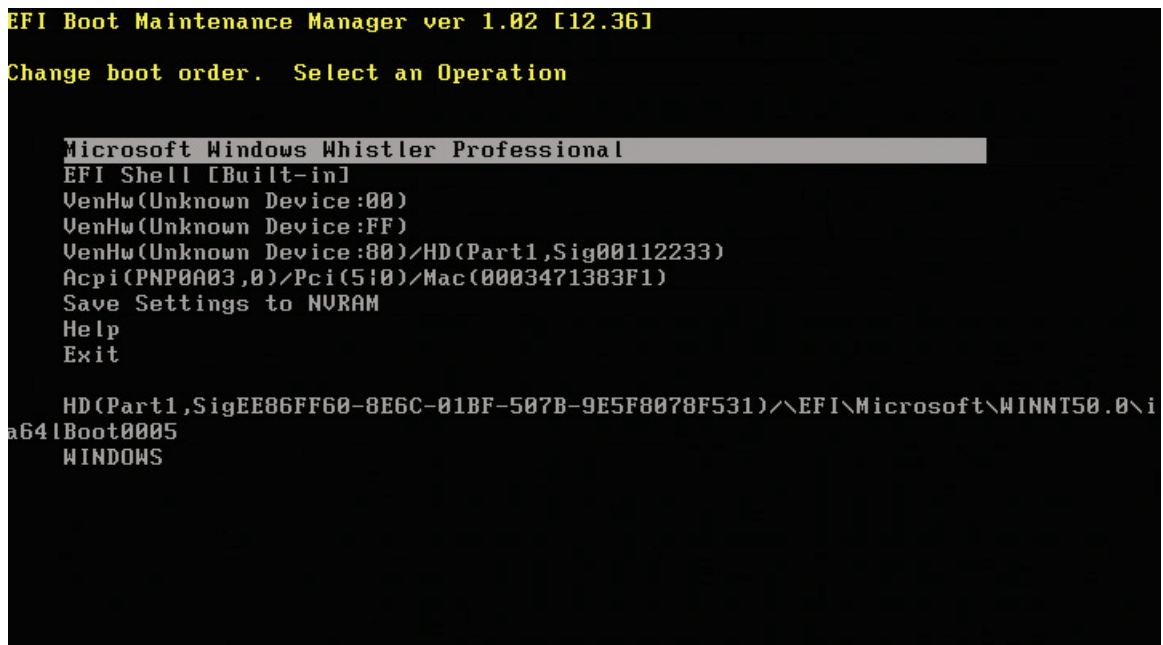 EFI Boot Maintenance Manager ver 1.02 [12.36]
Change boot order.  Select an Operation
Microsoft Windows Whistler Professional
EFI Shell [Built-in]
VenHw(Unknown Device:00)
VenHw(Unknown Device:FF)
VenHw(Unknown Device:80)/HD(Part1,Sig00112233)
Acpi(PNP0A03,0)/Pci(5|0)/Mac(0003471383F1)
Save Settings to NVRAM
Help
Exit
HD(Part1,SigEE86FF60-8E6C-01BF-507B-9E5F8078F531)/\EFI\Microsoft\WINNT50.0\i
a64lBoot0005
WINDOWS